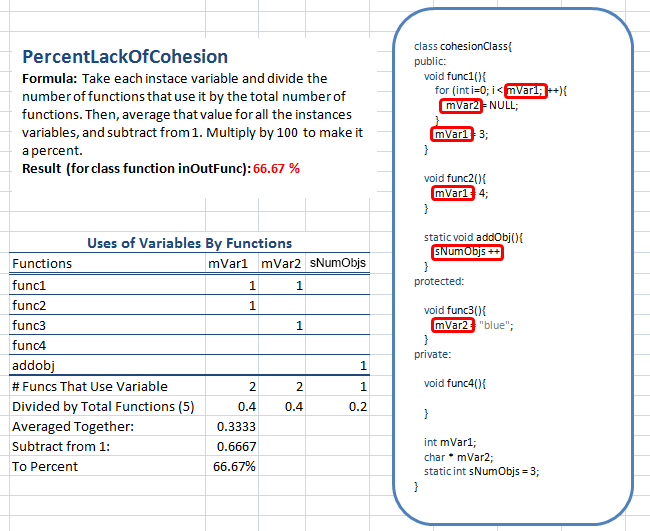 PercentLackOfCohesion
Formula: Take each instace variable and divide the
number of functions that use it by the total number of
functions. Then, average that value for all the instances
variables, and subtract from 1. Multiply by 100 to make it
a percent.
Result (for class function inOutFunc): 66.67 %
Uses of Variables By Functions
Functions mVar1 mVar2 sNumObjs
func1 1 1
func2 1
func3 1
func4
addobj 1
# Funcs That Use Variable 2 2 1
Divided by Total Functions (5) 0.4 0.4 0.2
Averaged Together: 0.3333
Subtract from 1: 0.6667
To Percent 66.67%
class cohesionClass{
public:
void func1(){
for (int i=0; i < mVar1; ++){
mVar2 = NULL;
}
mVar1 = 3;
}
void func2(){
mVar1 = 4;
}
static void addObj(){
sNumObjs ++
}
protected:
void func3(){
mVar2 = "blue";
}
private:
void func4(){
}
int mVar1;
char * mVar2;
static int sNumObjs = 3;
}